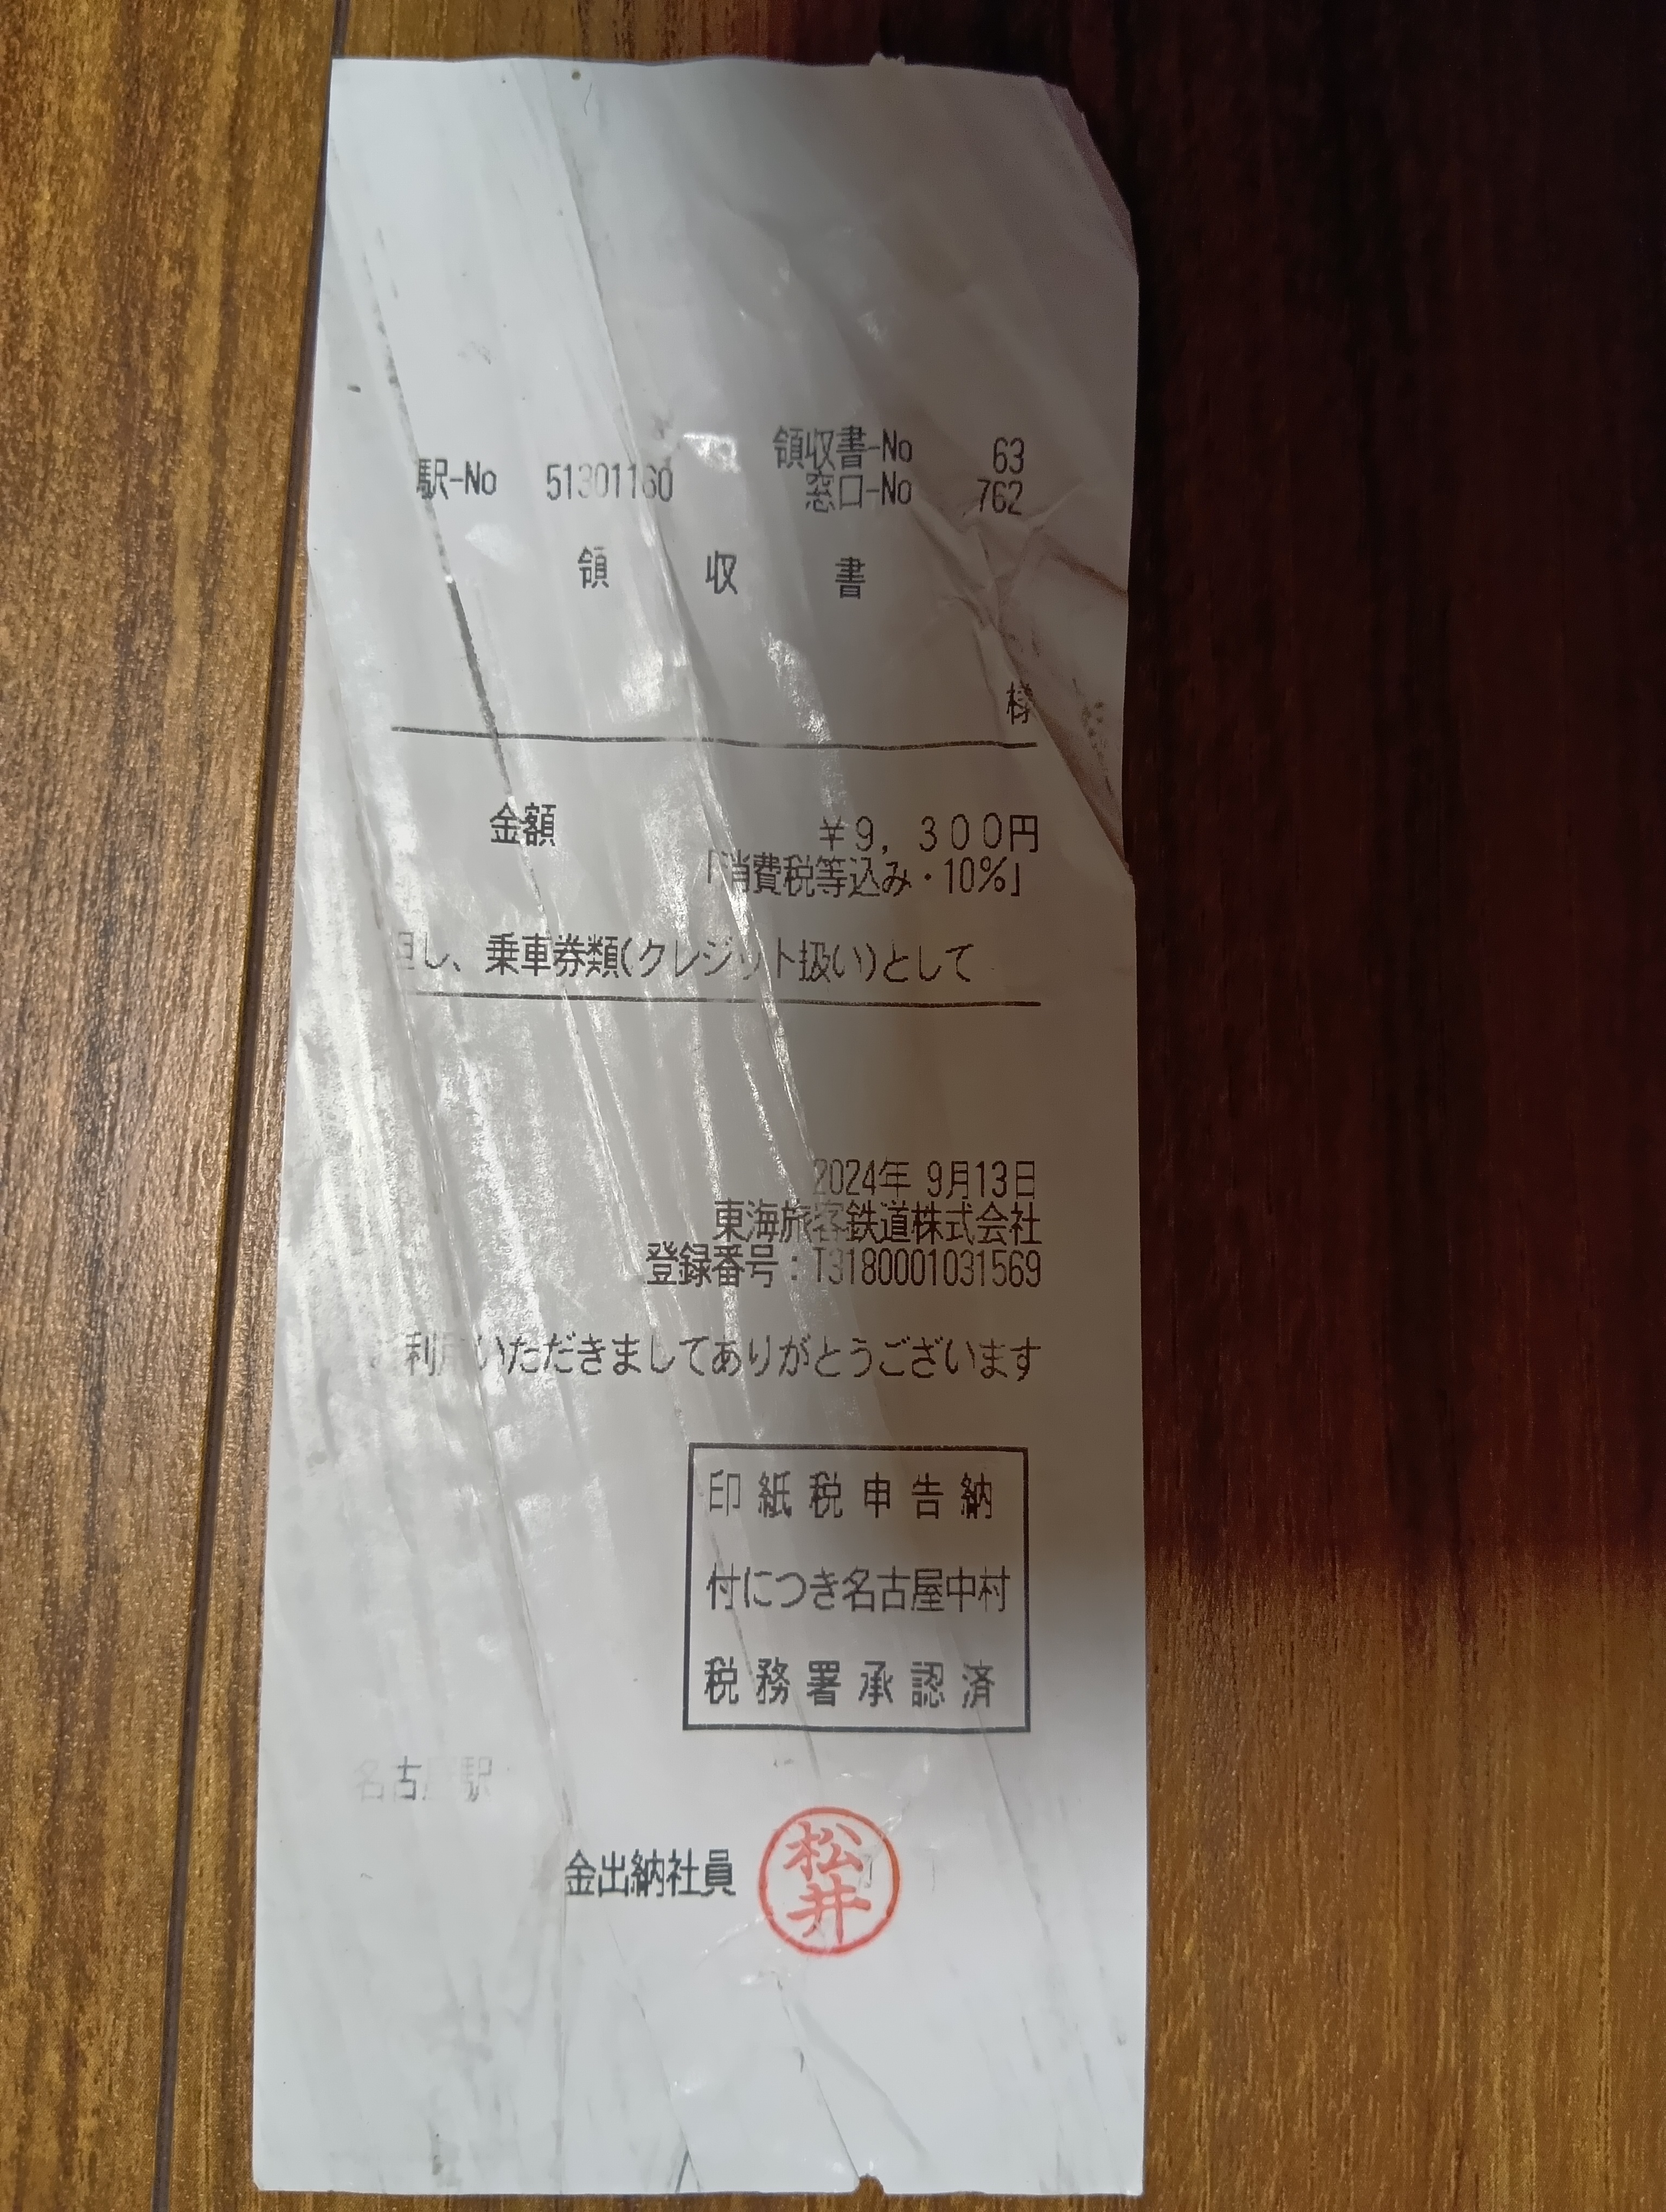 領収書-No 63
駅-No 51301160 窓口-No 762
領 収 書
様
金額 ¥9,300円
「消費税等込み・10%」
但し、乗車券類(クレジット扱い)として
2024年 9月13日
東海旅客鉄道株式会社
登録番号:T3180001031569
利用いただきましてありがとうございます
印紙税申告納
付につき名古屋中村
税務署承認済
名古屋駅
金出納社員 松井